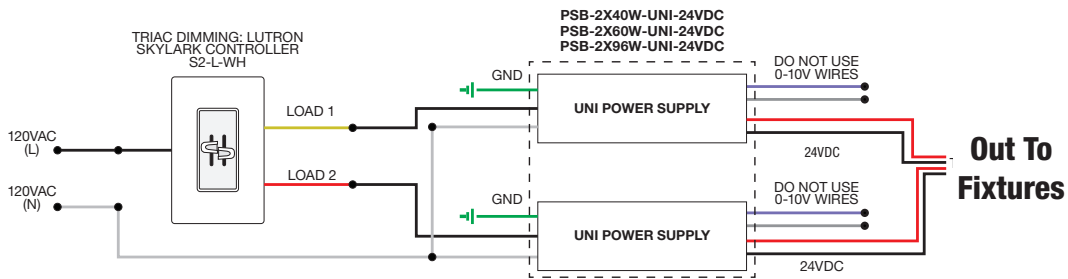 PSB-2X40W-UNI-24VDC
PSB-2X60W-UNI-24VDC
PSB-2X96W-UNI-24VDC
TRIAC DIMMING: LUTRON
SKYLARK CONTROLLER
S2-L-WH
DO NOT USE
0-10V WIRES
GND
UNI POWER SUPPLY
LOAD 1
120VAC
(L)
24VDC
Out To
Fixtures
LOAD 2
120VAC
(N)
DO NOT USE
0-10V WIRES
GND
UNI POWER SUPPLY
24VDC